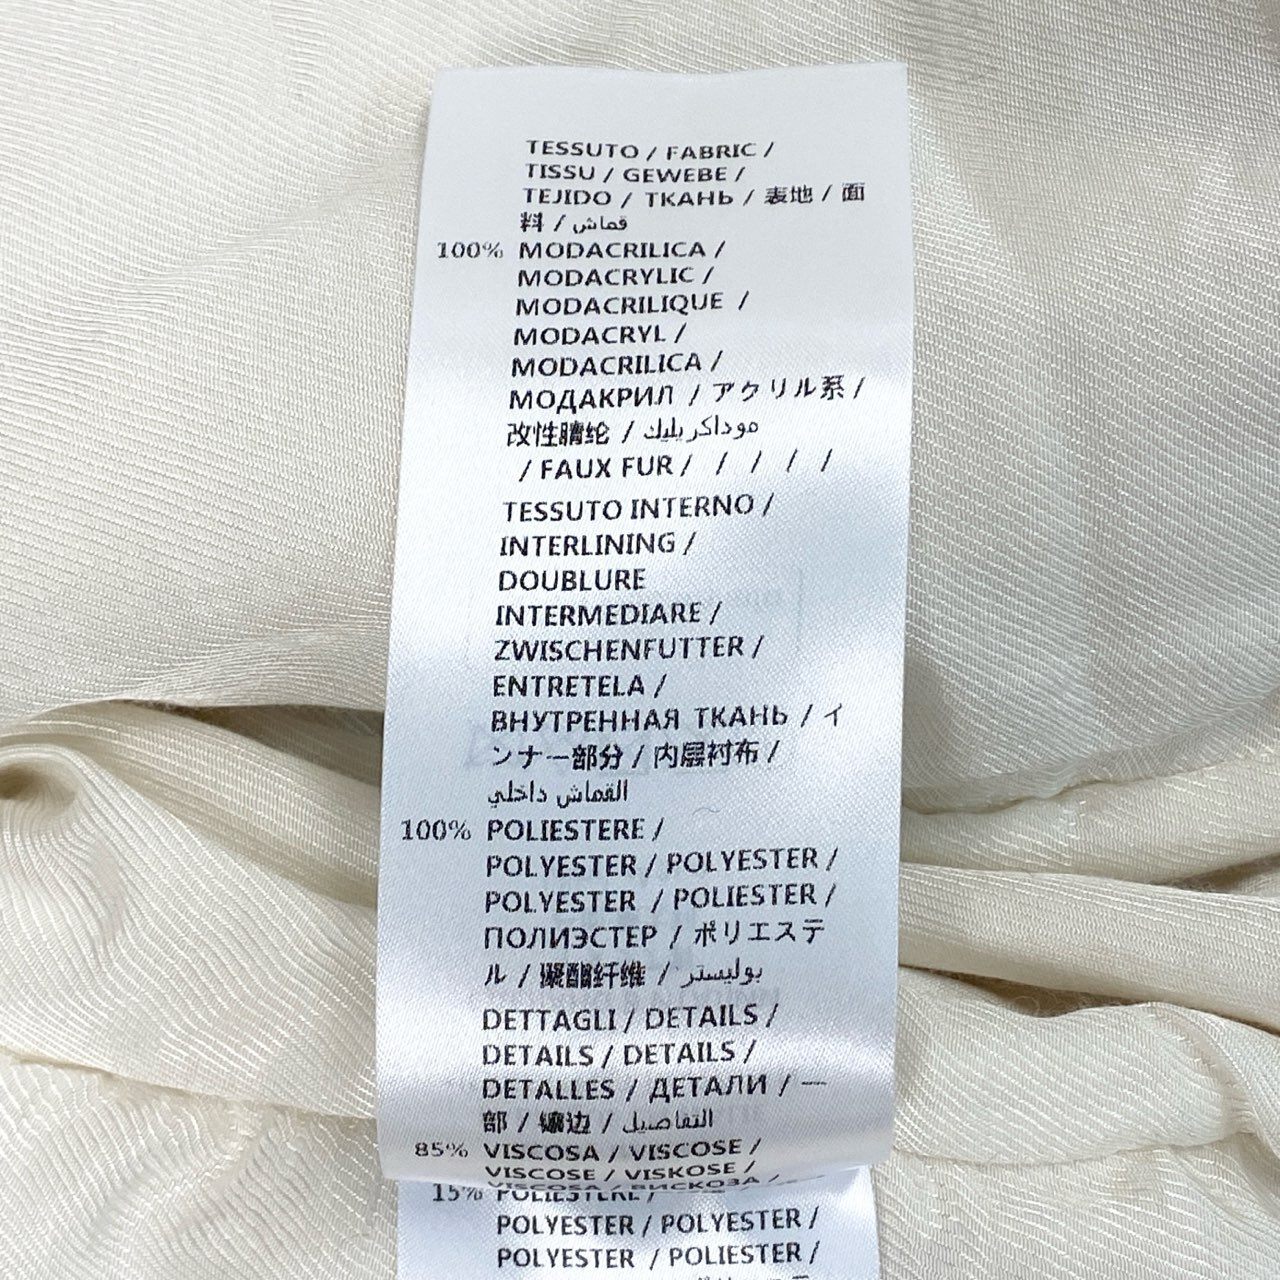 TESSUTO / FABRIC /
TISSU / GEWEBE /
TEJIDO / ТКАНЬ / 表地 / 面
料 / قماش
100% MODACRILICA /
MODACRYLIC /
MODACRILIQUE /
MODACRYL /
MODACRILICA /
МОДАКРИЛ / アクリル系 /
改性腈纶 / موداكريليك
/ FAUX FUR / / / / /
TESSUTO INTERNO /
INTERLINING /
DOUBLURE
INTERMEDIARE /
ZWISCHENFUTTER /
ENTRETELA /
ВНУТРЕННАЯ ТКАНЬ / イ
ンナー部分 / 内层衬布 /
القماش داخلي
100% POLIESTERE /
POLYESTER / POLYESTER /
POLYESTER / POLIESTER /
ПОЛИЭСТЕР / ポリエステ
ル / 聚酯纤维 / بوليستر
DETTAGLI / DETAILS /
DETAILS / DETAILS /
DETALLES / ДЕТАЛИ / 一
部 / 镶边 / التفاصيل
85% VISCOSA / VISCOSE /
VISCOSE / VISKOSE /
VISCOSA / ВИСКОЗА /
15% POLIESTERE /
POLYESTER / POLYESTER /
POLYESTER / POLIESTER /